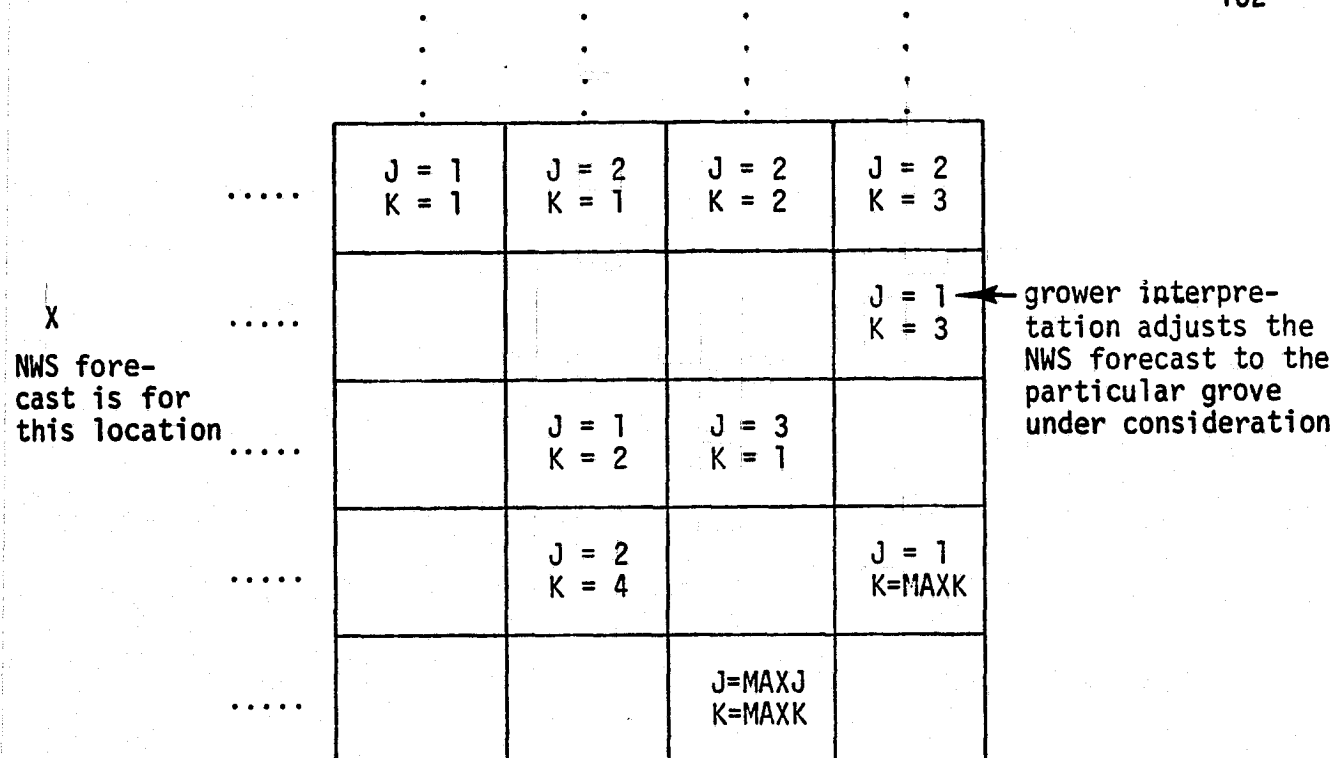 J = 1
K = 1
J = 2
K = 1
J = 2
K = 2
J = 2
K = 3
X
NWS fore-
cast is for
this location
J = 1
K = 3
grower interpre-
tation adjusts the
NWS forecast to the
particular grove
under consideration
J = 1
K = 2
J = 3
K = 1
J = 2
K = 4
J = 1
K=MAXK
J=MAXJ
K=MAXK